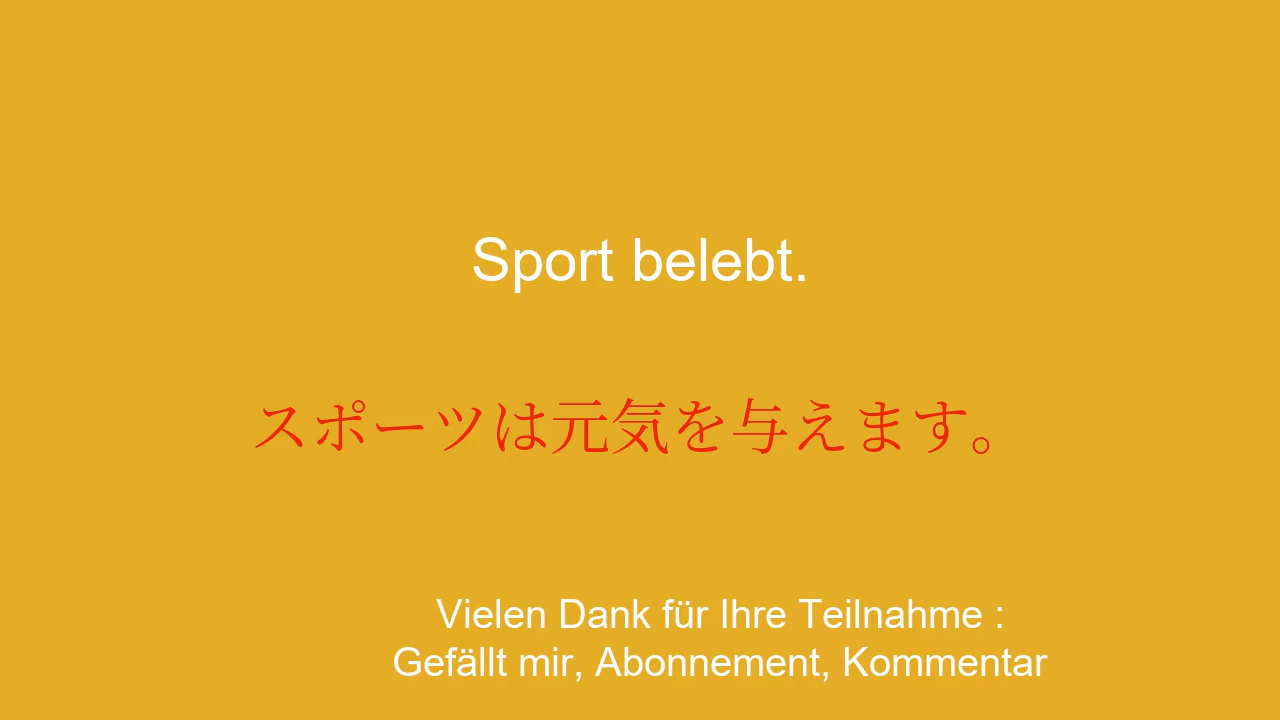 Sport belebt.
スポーツは元気を与えます。
Vielen Dank für Ihre Teilnahme :
Gefällt mir, Abonnement, Kommentar